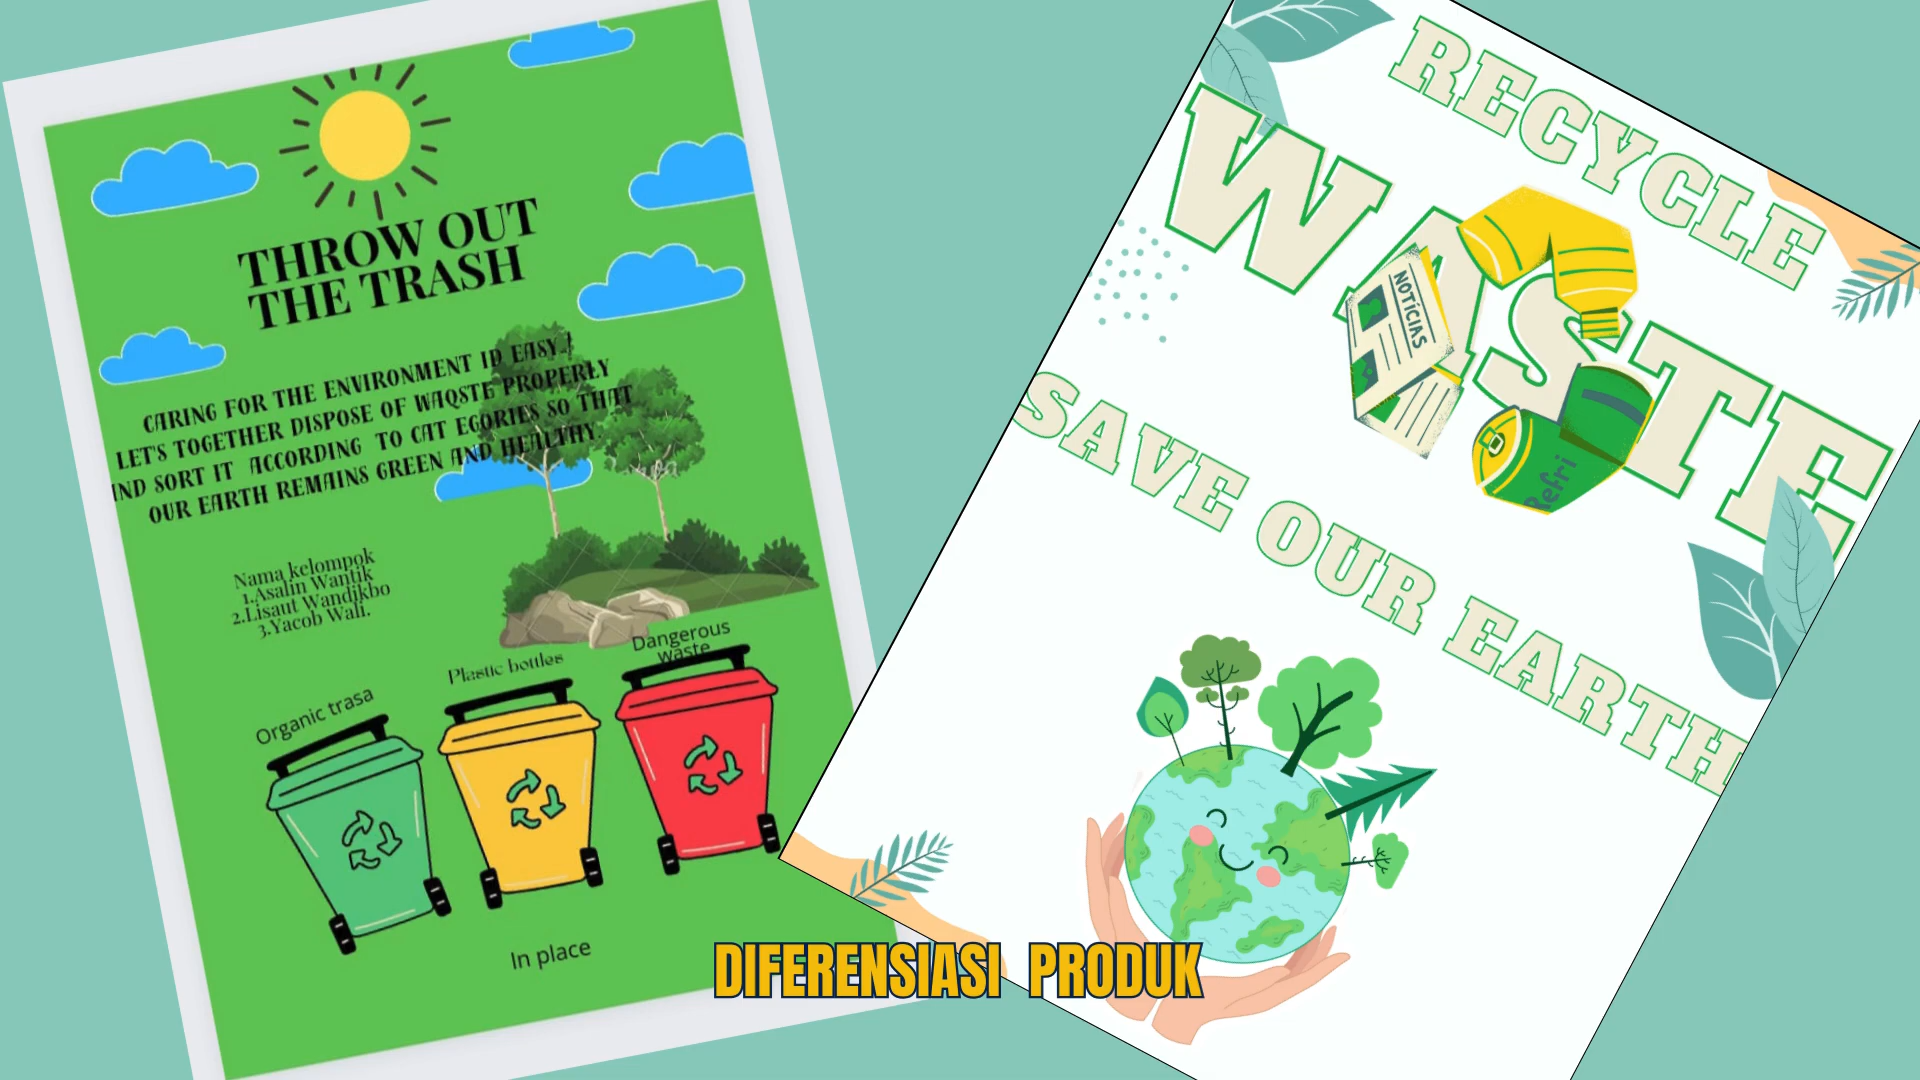 THROW OUT
THE TRASH
CARING FOR THE ENVIRONMENT ID EASY.!
LET'S TOGETHER DISPOSE OF WAQSTE PROPERLY
AND SORT IT ACCORDING TO CAT EGORIES SO THAT
OUR EARTH REMAINS GREEN AND HEALTHY.
Nama kelompok
1.Asalin Wantik
2.Lisaut Wandikbo
3.Yacob Wali.
Organic trasa
Plastic bottles
Dangerous
waste
In place
RECYCLE
WASTE
NOTÍCIAS
Refri
SAVE OUR EARTH
DIFERENSIASI PRODUK